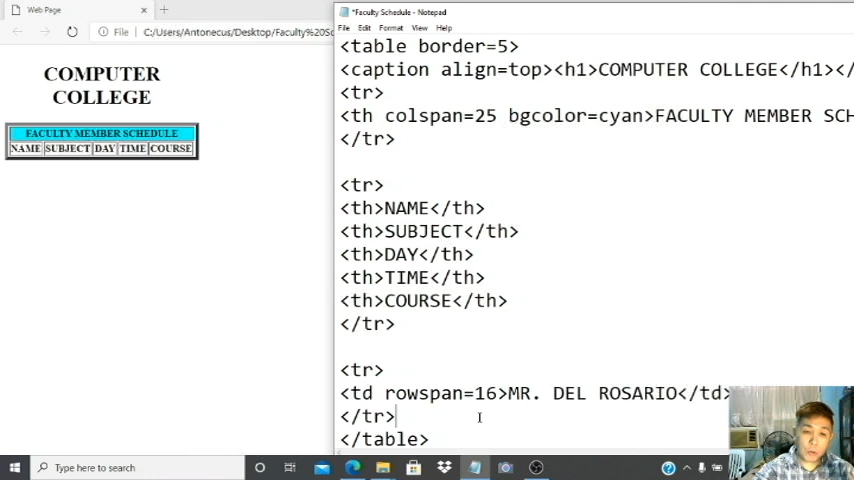 Web Page
File
C:/Users/Antonecus/Desktop/Faculty%20Sc
COMPUTER
COLLEGE
FACULTY MEMBER SCHEDULE
NAME SUBJECT DAY TIME COURSE
*Faculty Schedule - Notepad
File Edit Format View Help
<table border=5>
<caption align=top><h1>COMPUTER COLLEGE</h1></
<tr>
<th colspan=25 bgcolor=cyan>FACULTY MEMBER SCH
</tr>
<tr>
<th>NAME</th>
<th>SUBJECT</th>
<th>DAY</th>
<th>TIME</th>
<th>COURSE</th>
</tr>
<tr>
<td rowspan=16>MR. DEL ROSARIO</td>
</tr>
</table>
Type here to search